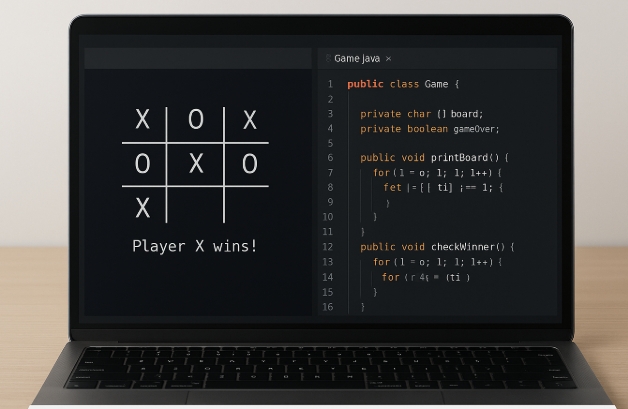 Game java ×
X O X
O X O
X
Player X wins!
1 public class Game {
2
3 private char [] board;
4 private boolean gameOver;
5
6 public void printBoard() {
7 for(1 = o; 1; 1; 1++) {
8
9 }
10 }
11 }
12 public void checkWinner() {
13 for(1 = o; 1; 1; 1++) {
14 for
15 }
16 }